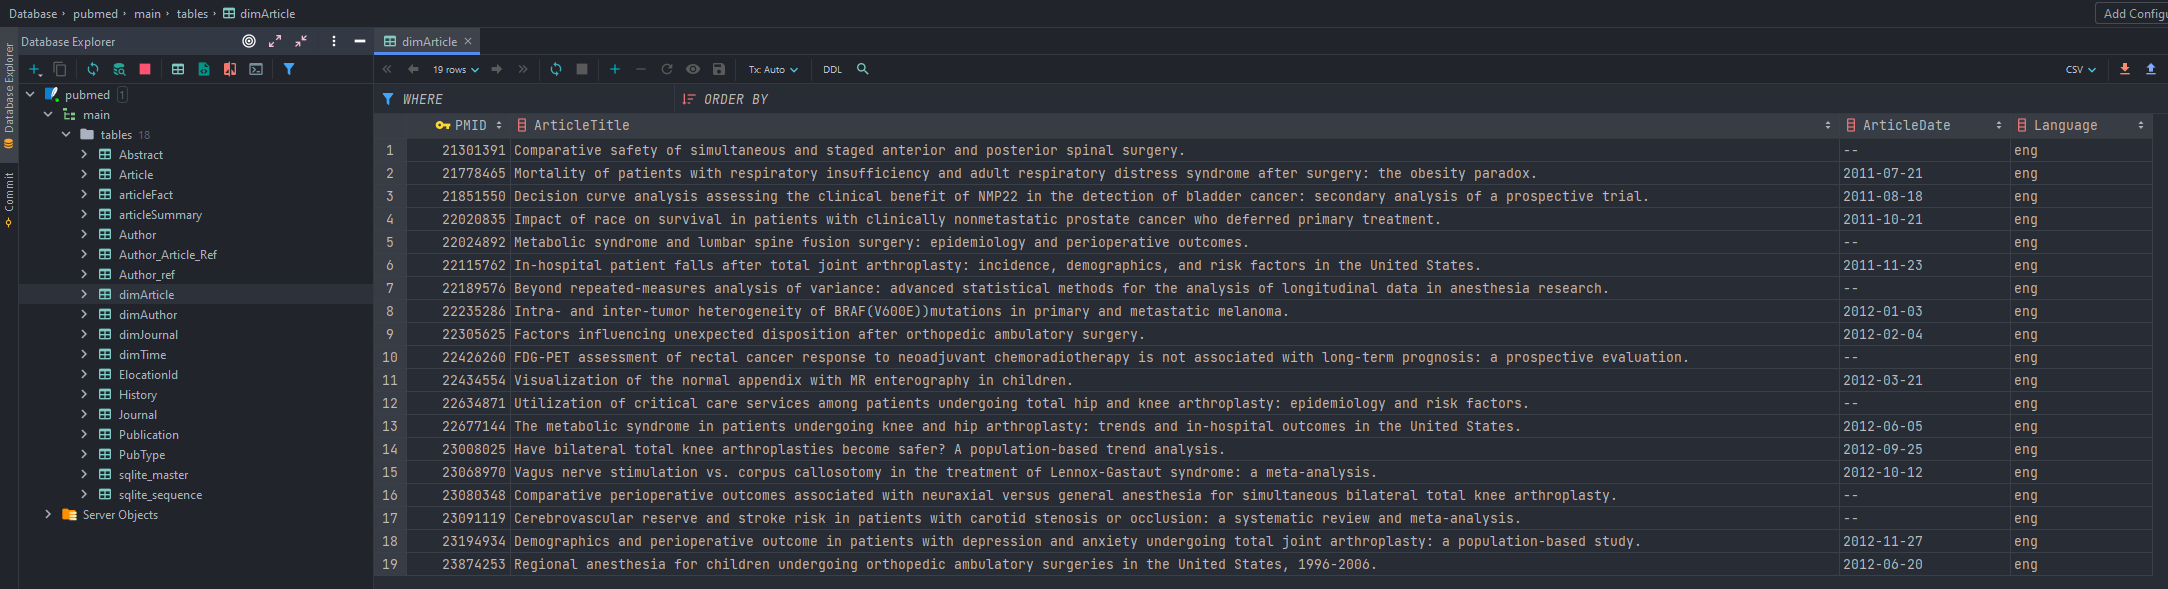 Database › pubmed › main › tables › dimArticle
Add Configu
Database Explorer
Commit
Database Explorer
pubmed 1
main
tables 18
Abstract
Article
articleFact
articleSummary
Author
Author_Article_Ref
Author_ref
dimArticle
dimAuthor
dimJournal
dimTime
ElocationId
History
Journal
Publication
PubType
sqlite_master
sqlite_sequence
Server Objects
dimArticle
19 rows Tx: Auto DDL CSV
WHERE ORDER BY
PMID ArticleTitle ArticleDate Language
1 21301391 Comparative safety of simultaneous and staged anterior and posterior spinal surgery. -- eng
2 21778465 Mortality of patients with respiratory insufficiency and adult respiratory distress syndrome after surgery: the obesity paradox. 2011-07-21 eng
3 21851550 Decision curve analysis assessing the clinical benefit of NMP22 in the detection of bladder cancer: secondary analysis of a prospective trial. 2011-08-18 eng
4 22020835 Impact of race on survival in patients with clinically nonmetastatic prostate cancer who deferred primary treatment. 2011-10-21 eng
5 22024892 Metabolic syndrome and lumbar spine fusion surgery: epidemiology and perioperative outcomes. -- eng
6 22115762 In-hospital patient falls after total joint arthroplasty: incidence, demographics, and risk factors in the United States. 2011-11-23 eng
7 22189576 Beyond repeated-measures analysis of variance: advanced statistical methods for the analysis of longitudinal data in anesthesia research. -- eng
8 22235286 Intra- and inter-tumor heterogeneity of BRAF(V600E))mutations in primary and metastatic melanoma. 2012-01-03 eng
9 22305625 Factors influencing unexpected disposition after orthopedic ambulatory surgery. 2012-02-04 eng
10 22426260 FDG-PET assessment of rectal cancer response to neoadjuvant chemoradiotherapy is not associated with long-term prognosis: a prospective evaluation. -- eng
11 22434554 Visualization of the normal appendix with MR enterography in children. 2012-03-21 eng
12 22634871 Utilization of critical care services among patients undergoing total hip and knee arthroplasty: epidemiology and risk factors. -- eng
13 22677144 The metabolic syndrome in patients undergoing knee and hip arthroplasty: trends and in-hospital outcomes in the United States. 2012-06-05 eng
14 23008025 Have bilateral total knee arthroplasties become safer? A population-based trend analysis. 2012-09-25 eng
15 23068970 Vagus nerve stimulation vs. corpus callosotomy in the treatment of Lennox-Gastaut syndrome: a meta-analysis. 2012-10-12 eng
16 23080348 Comparative perioperative outcomes associated with neuraxial versus general anesthesia for simultaneous bilateral total knee arthroplasty. -- eng
17 23091119 Cerebrovascular reserve and stroke risk in patients with carotid stenosis or occlusion: a systematic review and meta-analysis. -- eng
18 23194934 Demographics and perioperative outcome in patients with depression and anxiety undergoing total joint arthroplasty: a population-based study. 2012-11-27 eng
19 23874253 Regional anesthesia for children undergoing orthopedic ambulatory surgeries in the United States, 1996-2006. 2012-06-20 eng